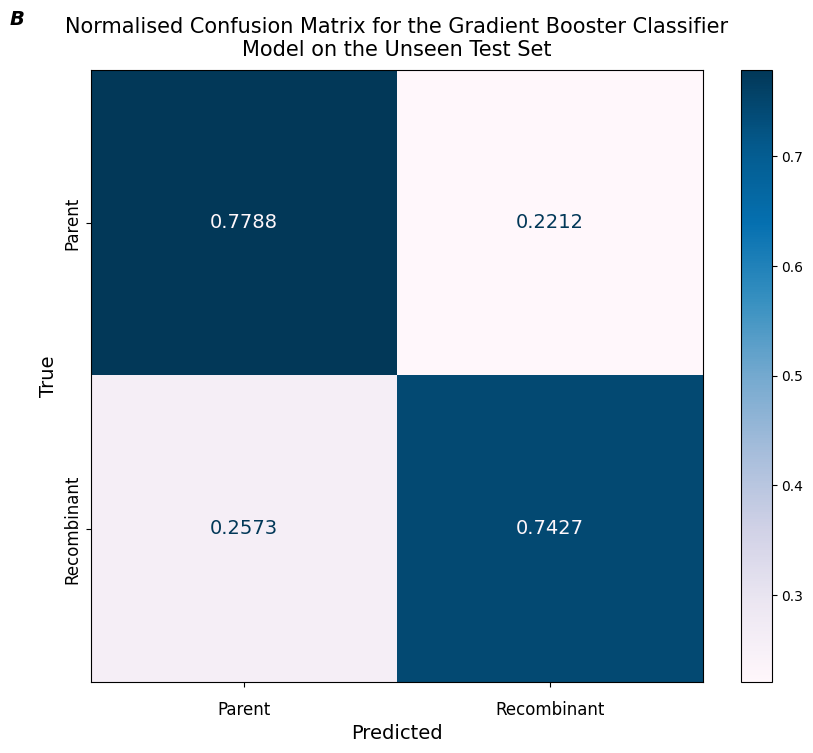 B
Normalised Confusion Matrix for the Gradient Booster Classifier
Model on the Unseen Test Set
True
Parent
Recombinant
0.7788
0.2212
0.2573
0.7427
Parent
Recombinant
Predicted
0.7
0.6
0.5
0.4
0.3